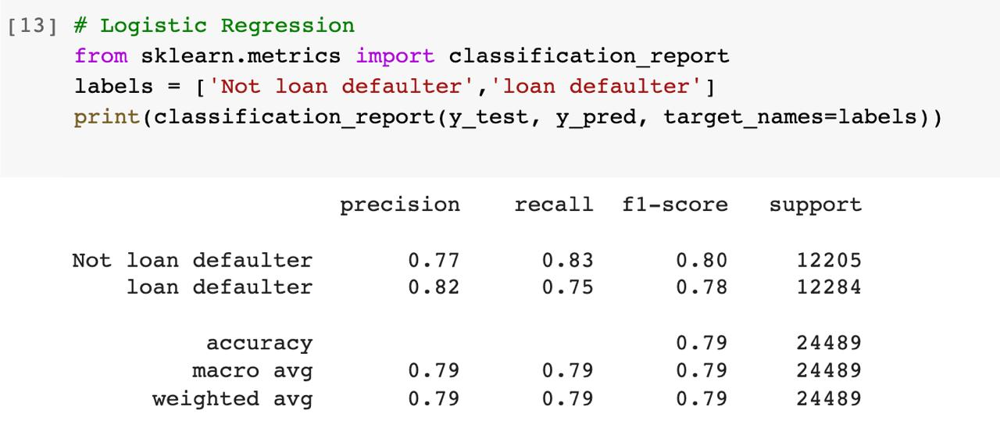 [13] # Logistic Regression
from sklearn.metrics import classification_report
labels = ['Not loan defaulter','loan defaulter']
print(classification_report(y_test, y_pred, target_names=labels))
precision recall f1-score support
Not loan defaulter 0.77 0.83 0.80 12205
loan defaulter 0.82 0.75 0.78 12284
accuracy 0.79 24489
macro avg 0.79 0.79 0.79 24489
weighted avg 0.79 0.79 0.79 24489